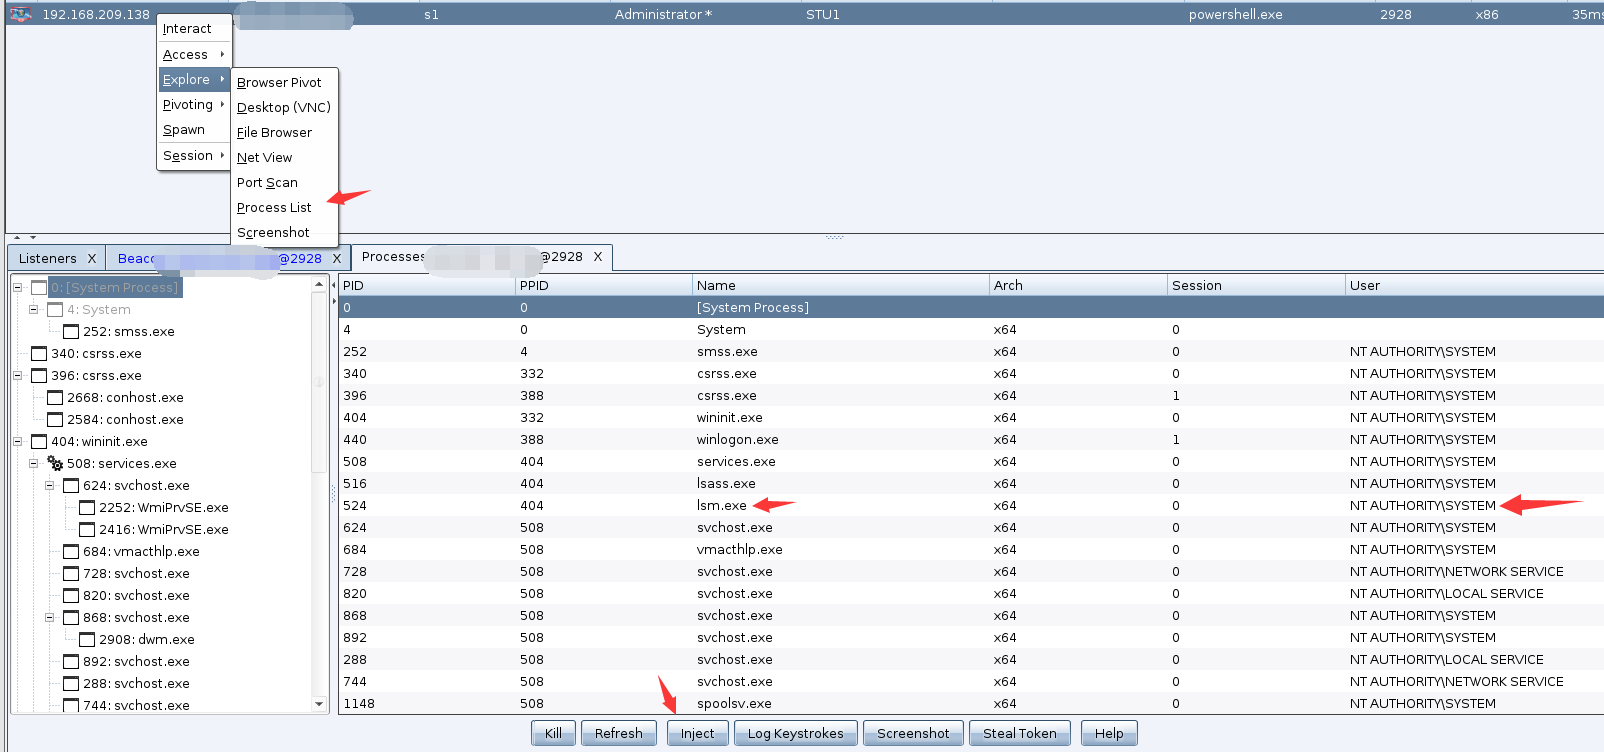 192.168.209.138 s1 Administrator * STU1 powershell.exe 2928 x86 35ms
Interact
Access
Explore
Pivoting
Spawn
Session
Browser Pivot
Desktop (VNC)
File Browser
Net View
Port Scan
Process List
Screenshot
Listeners X Beaco @2928 X Processes @2928 X
0: [System Process]
4: System
252: smss.exe
340: csrss.exe
396: csrss.exe
2668: conhost.exe
2584: conhost.exe
404: wininit.exe
508: services.exe
624: svchost.exe
2252: WmiPrvSE.exe
2416: WmiPrvSE.exe
684: vmacthlp.exe
728: svchost.exe
820: svchost.exe
868: svchost.exe
2908: dwm.exe
892: svchost.exe
288: svchost.exe
744: svchost.exe
PID PPID Name Arch Session User
0 0 [System Process]
4 0 System x64 0
252 4 smss.exe x64 0 NT AUTHORITY\SYSTEM
340 332 csrss.exe x64 0 NT AUTHORITY\SYSTEM
396 388 csrss.exe x64 1 NT AUTHORITY\SYSTEM
404 332 wininit.exe x64 0 NT AUTHORITY\SYSTEM
440 388 winlogon.exe x64 1 NT AUTHORITY\SYSTEM
508 404 services.exe x64 0 NT AUTHORITY\SYSTEM
516 404 lsass.exe x64 0 NT AUTHORITY\SYSTEM
524 404 lsm.exe x64 0 NT AUTHORITY\SYSTEM
624 508 svchost.exe x64 0 NT AUTHORITY\SYSTEM
684 508 vmacthlp.exe x64 0 NT AUTHORITY\SYSTEM
728 508 svchost.exe x64 0 NT AUTHORITY\NETWORK SERVICE
820 508 svchost.exe x64 0 NT AUTHORITY\LOCAL SERVICE
868 508 svchost.exe x64 0 NT AUTHORITY\SYSTEM
892 508 svchost.exe x64 0 NT AUTHORITY\SYSTEM
288 508 svchost.exe x64 0 NT AUTHORITY\LOCAL SERVICE
744 508 svchost.exe x64 0 NT AUTHORITY\NETWORK SERVICE
1148 508 spoolsv.exe x64 0 NT AUTHORITY\SYSTEM
Kill Refresh Inject Log Keystrokes Screenshot Steal Token Help